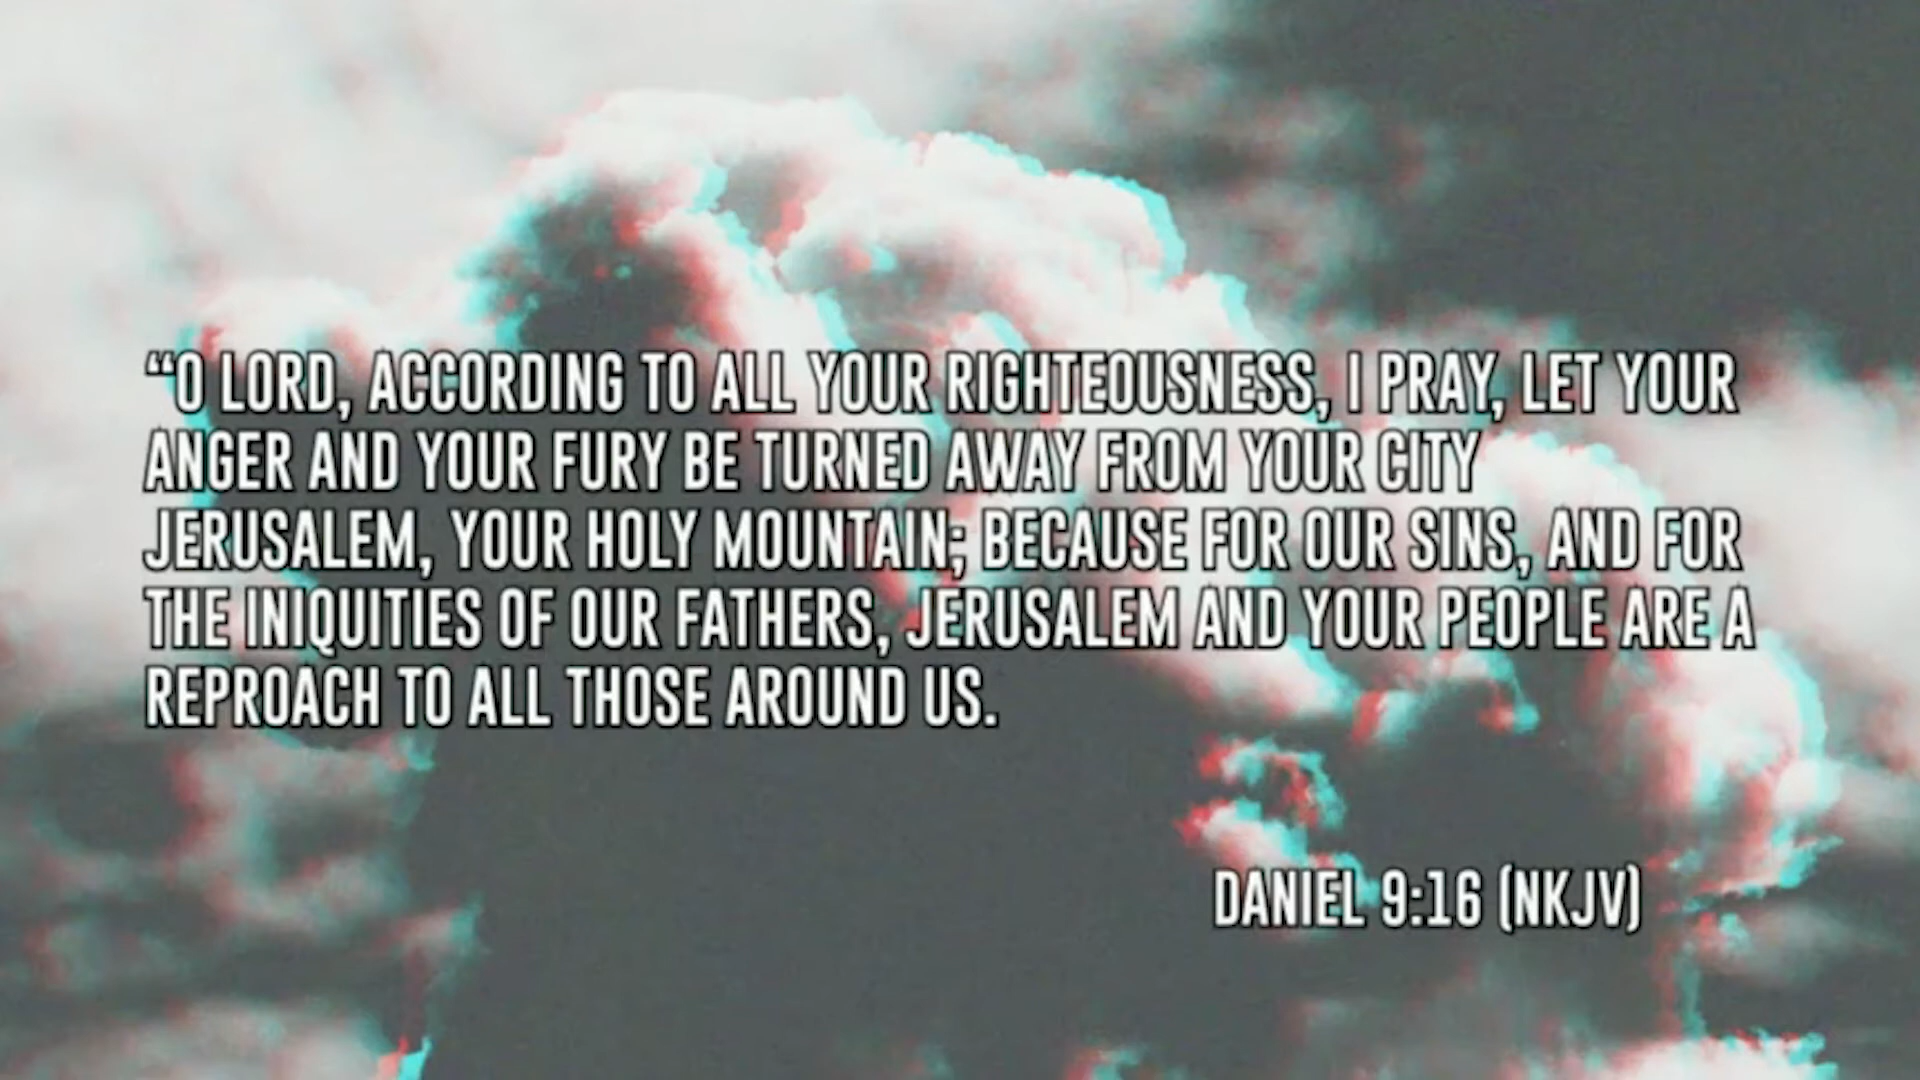 “O LORD, ACCORDING TO ALL YOUR RIGHTEOUSNESS, I PRAY, LET YOUR
ANGER AND YOUR FURY BE TURNED AWAY FROM YOUR CITY
JERUSALEM, YOUR HOLY MOUNTAIN; BECAUSE FOR OUR SINS, AND FOR
THE INIQUITIES OF OUR FATHERS, JERUSALEM AND YOUR PEOPLE ARE A
REPROACH TO ALL THOSE AROUND US.
DANIEL 9:16 (NKJV)